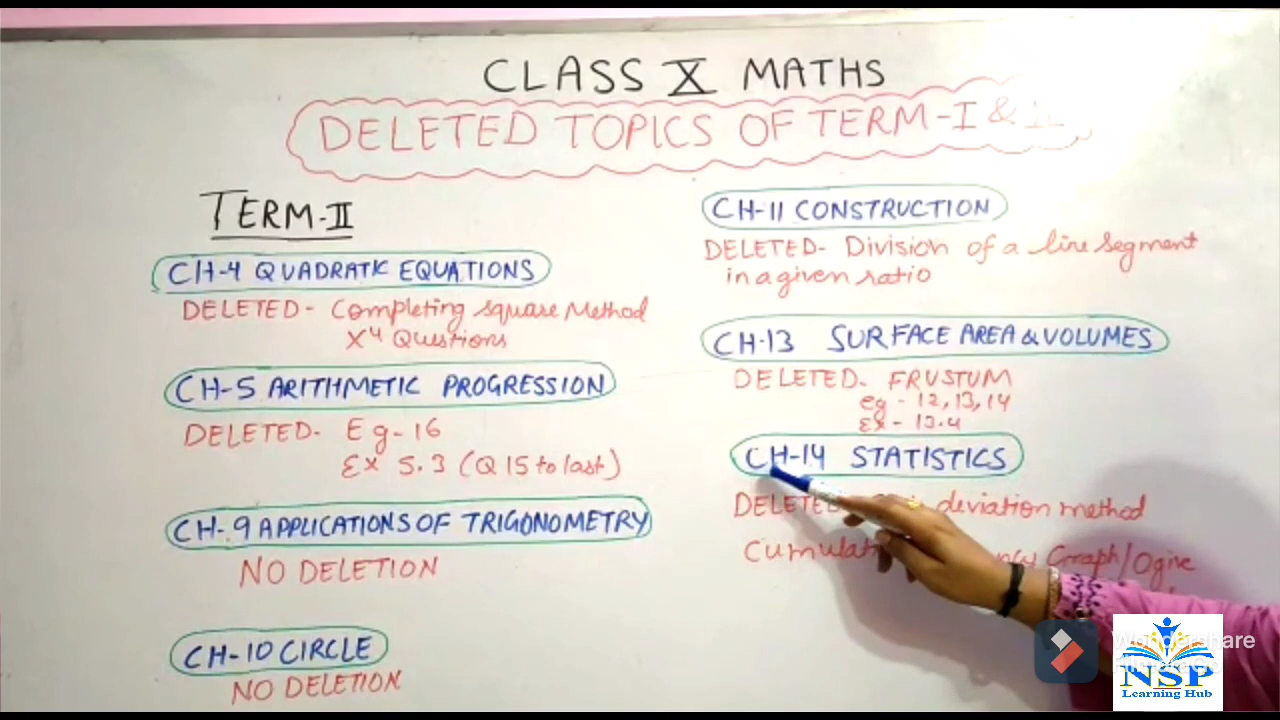 CLASS X MATHS
DELETED TOPICS OF TERM-I &
TERM-II
CH-4 QUADRATIC EQUATIONS
DELETED- Completing square Method
X⁴ Questions
CH-5 ARITHMETIC PROGRESSION
DELETED- Eg-16
Ex 5.3 (Q 15 to last)
CH-9 APPLICATIONS OF TRIGONOMETRY
NO DELETION
CH-10 CIRCLE
NO DELETION
CH-11 CONSTRUCTION
DELETED- Division of a line segment
in a given ratio
CH-13 SURFACE AREA & VOLUMES
DELETED- FRUSTUM
eg - 12, 13, 14
Ex - 13.4
CH-14 STATISTICS
DELETED deviation method
Graph/Ogive
Wondershare
NSP
Learning Hub